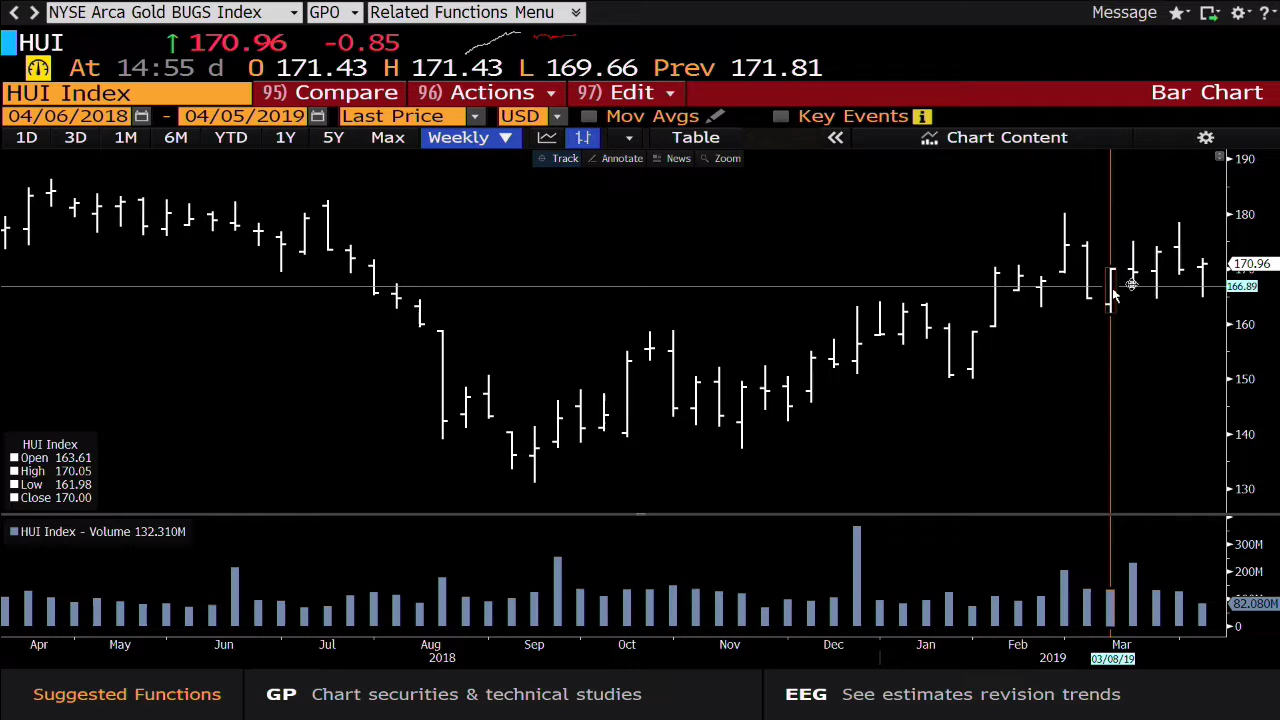 NYSE Arca Gold BUGS Index GPO Related Functions Menu Message ?
HUI 170.96 -0.85
At 14:55 d O 171.43 H 171.43 L 169.66 Prev 171.81
HUI Index 95) Compare 96) Actions 97) Edit Bar Chart
04/06/2018 - 04/05/2019 Last Price USD Mov Avgs Key Events i
1D 3D 1M 6M YTD 1Y 5Y Max Weekly ▼ Table « Chart Content
Track Annotate News Zoom
190
180
170.96
170
166.89
160
150
140
130
HUI Index
Open 163.61
High 170.05
Low 161.98
Close 170.00
HUI Index - Volume 132.310M
300M
200M
82.080M
0
Apr May Jun Jul Aug Sep Oct Nov Dec Jan Feb Mar
2018 2019 03/08/19
Suggested Functions GP Chart securities & technical studies EEG See estimates revision trends